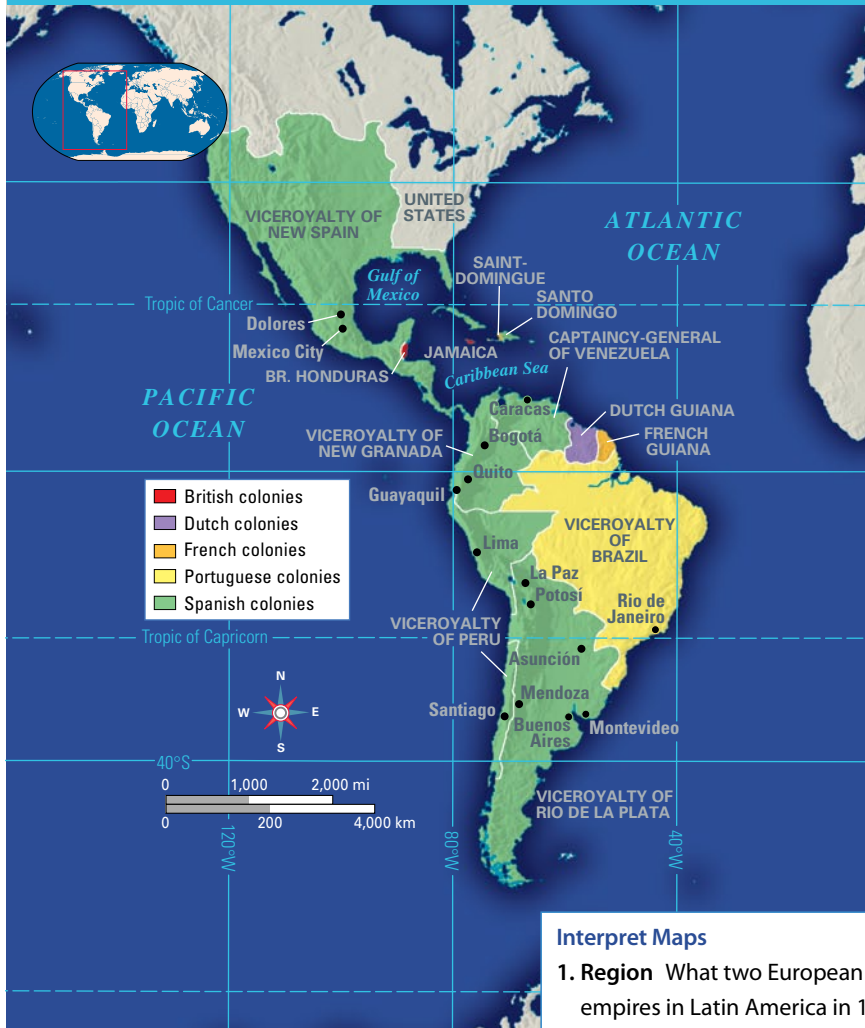 UNITED
STATES
VICEROYALTY OF
NEW SPAIN
ATLANTIC
OCEAN
Gulf of
Mexico
SAINT-
DOMINGUE
SANTO
DOMINGO
Tropic of Cancer
Dolores
Mexico City
JAMAICA
CAPTAINCY-GENERAL
OF VENEZUELA
BR. HONDURAS
Caribbean Sea
PACIFIC
OCEAN
Caracas
DUTCH GUIANA
FRENCH
GUIANA
VICEROYALTY OF
NEW GRANADA
Bogotá
Quito
Guayaquil
British colonies
Dutch colonies
French colonies
Portuguese colonies
Spanish colonies
VICEROYALTY
OF
BRAZIL
Lima
La Paz
Potosí
Rio de
Janeiro
VICEROYALTY
OF PERU
Tropic of Capricorn
Asunción
N
W
E
S
Mendoza
Santiago
Buenos
Aires
Montevideo
40°S
0 1,000 2,000 mi
0 200 4,000 km
VICEROYALTY OF
RIO DE LA PLATA
120°W
80°W
40°W
Interpret Maps
1. Region What two European
empires in Latin America in 1